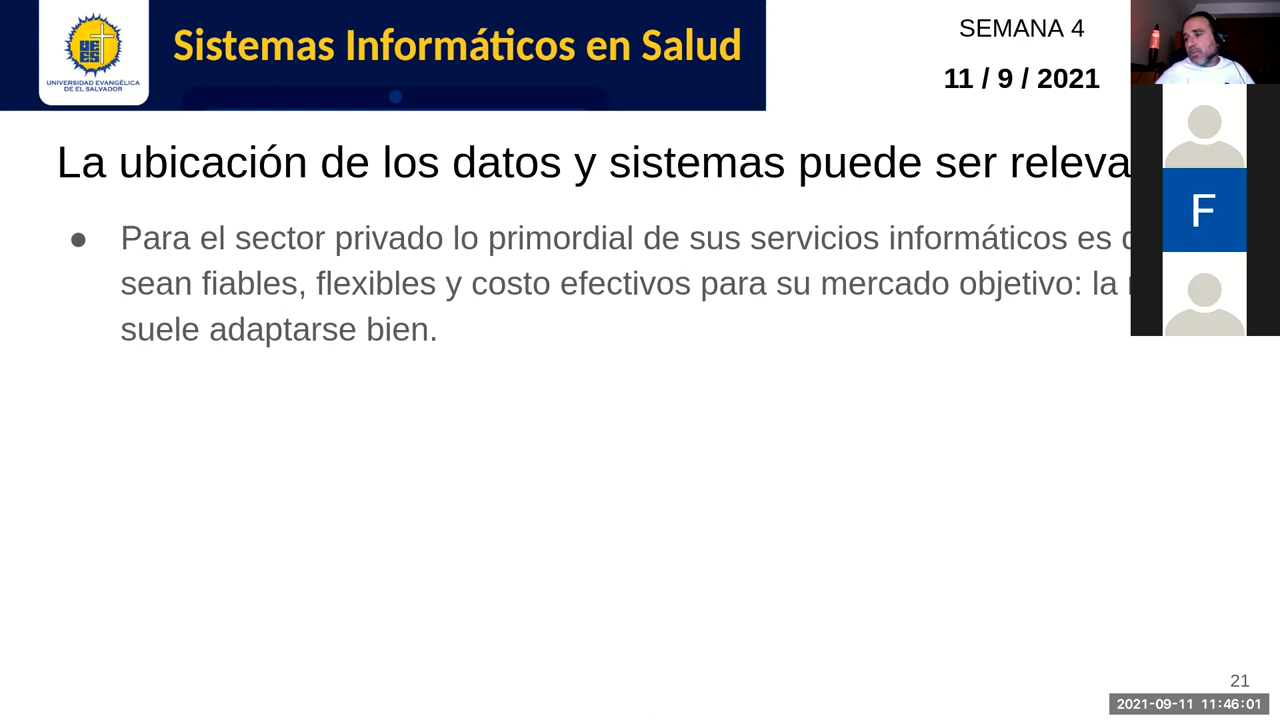 UNIVERSIDAD EVANGÉLICA
DE EL SALVADOR
Sistemas Informáticos en Salud
SEMANA 4
11 / 9 / 2021
La ubicación de los datos y sistemas puede ser releva
● Para el sector privado lo primordial de sus servicios informáticos es
sean fiables, flexibles y costo efectivos para su mercado objetivo: la
suele adaptarse bien.
F
21
2021-09-11 11:46:01